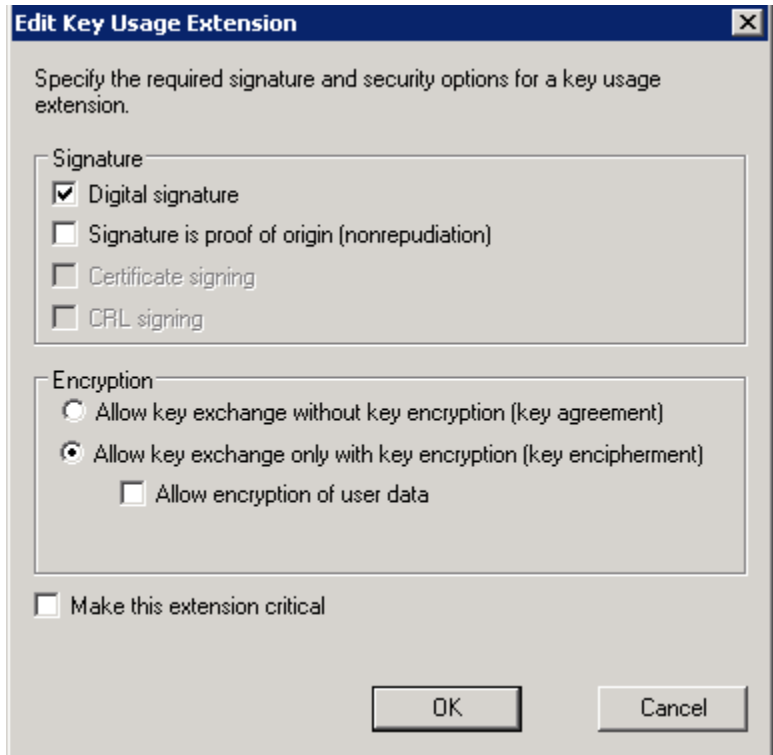 Edit Key Usage Extension
Specify the required signature and security options for a key usage
extension.
Signature
Digital signature
Signature is proof of origin (nonrepudiation)
Certificate signing
CRL signing
Encryption
Allow key exchange without key encryption (key agreement)
Allow key exchange only with key encryption (key encipherment)
Allow encryption of user data
Make this extension critical
OK Cancel